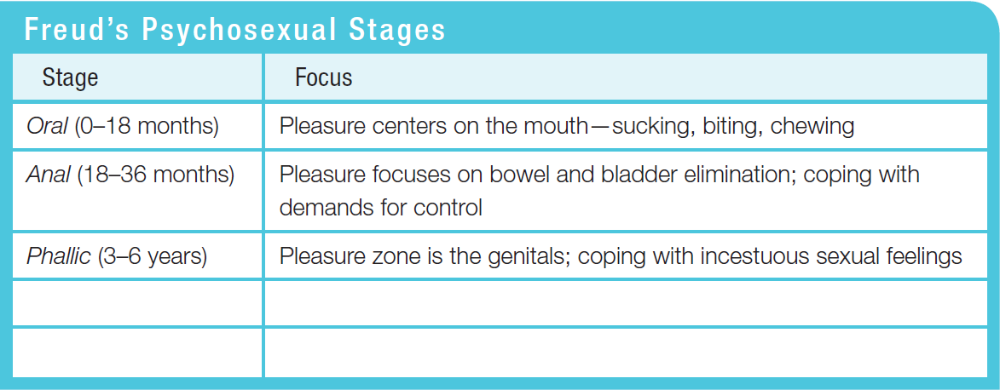 Freud’s Psychosexual Stages
Stage Focus
Oral (0–18 months) Pleasure centers on the mouth—sucking, biting, chewing
Anal (18–36 months) Pleasure focuses on bowel and bladder elimination; coping with
demands for control
Phallic (3–6 years) Pleasure zone is the genitals; coping with incestuous sexual feelings